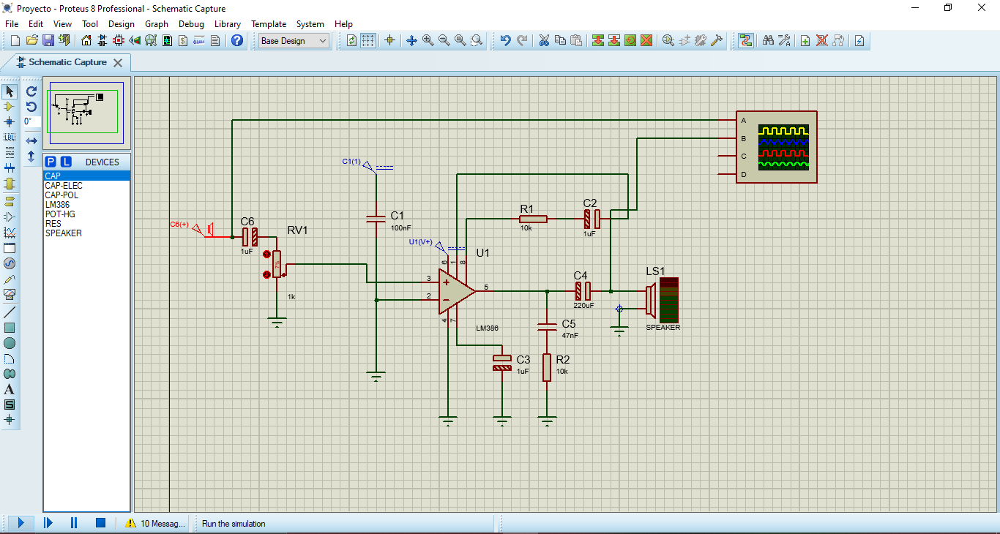 Proyecto - Proteus 8 Professional - Schematic Capture
File Edit View Tool Design Graph Debug Library Template System Help
Base Design
Schematic Capture
0°
P L DEVICES
CAP
CAP-ELEC
CAP-POL
LM386
POT-HG
RES
SPEAKER
LBL
A
S
A
B
C
D
C1(1)
C1
100nF
C6(+)
C6
1uF
RV1
7%
1k
U1(V+)
U1
6
1
8
3
2
5
4
7
LM386
R1
10k
C2
1uF
C4
220uF
LS1
SPEAKER
C5
47nF
C3
1uF
R2
10k
10 Messag...
Run the simulation